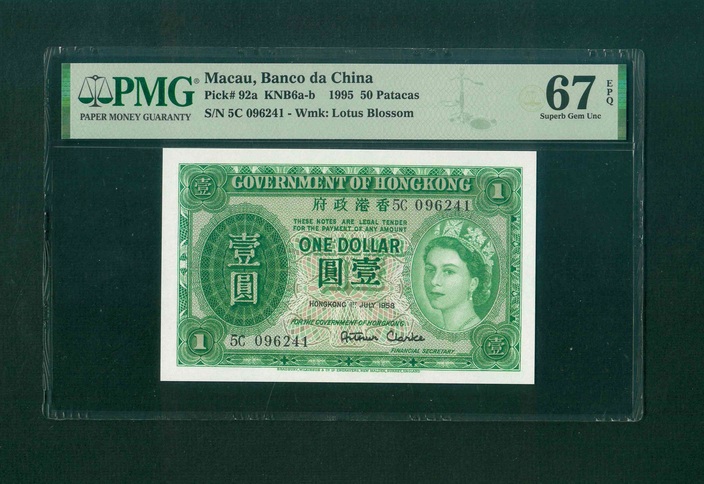 PMG
PAPER MONEY GUARANTY
Macau, Banco da China
Pick# 92a KNB6a-b 1995 50 Patacas
S/N 5C 096241 - Wmk: Lotus Blossom
67 EPQ
Superb Gem Unc
壹 GOVERNMENT OF HONGKONG 1
府政港香 5C 096241
THESE NOTES ARE LEGAL TENDER
FOR THE PAYMENT OF ANY AMOUNT
ONE DOLLAR
壹圓
圓壹
HONGKONG 1ST JULY 1958
FOR THE GOVERNMENT OF HONGKONG
1 5C 096241 Arthur Clarke 壹
FINANCIAL SECRETARY